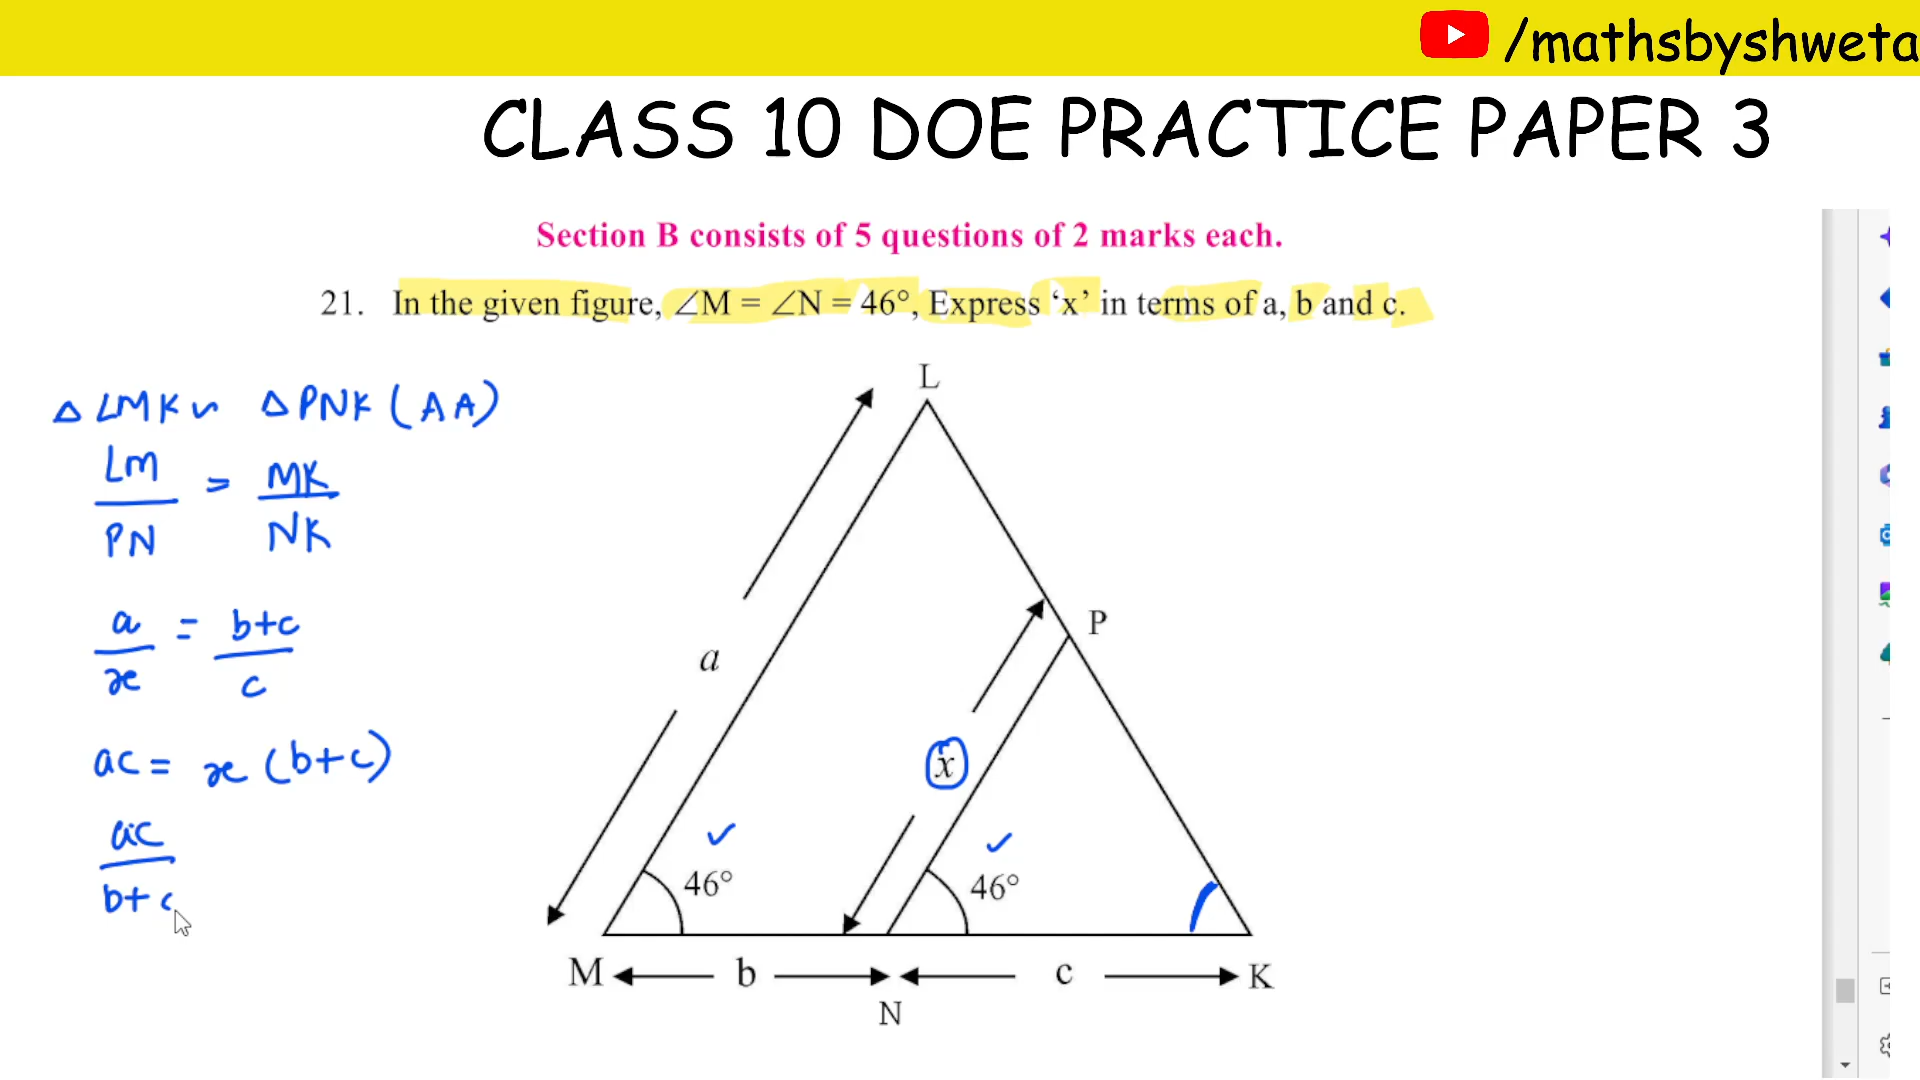 /mathsbyshweta
CLASS 10 DOE PRACTICE PAPER 3
Section B consists of 5 questions of 2 marks each.
21. In the given figure, ∠M = ∠N = 46°, Express ‘x’ in terms of a, b and c.
Δ LMK ∼ Δ PNK (AA)
LM/PN = MK/NK
a/x = b+c/c
ac = x (b+c)
ac/b+c
L
P
a
x
46°
46°
M
b
c
K
N